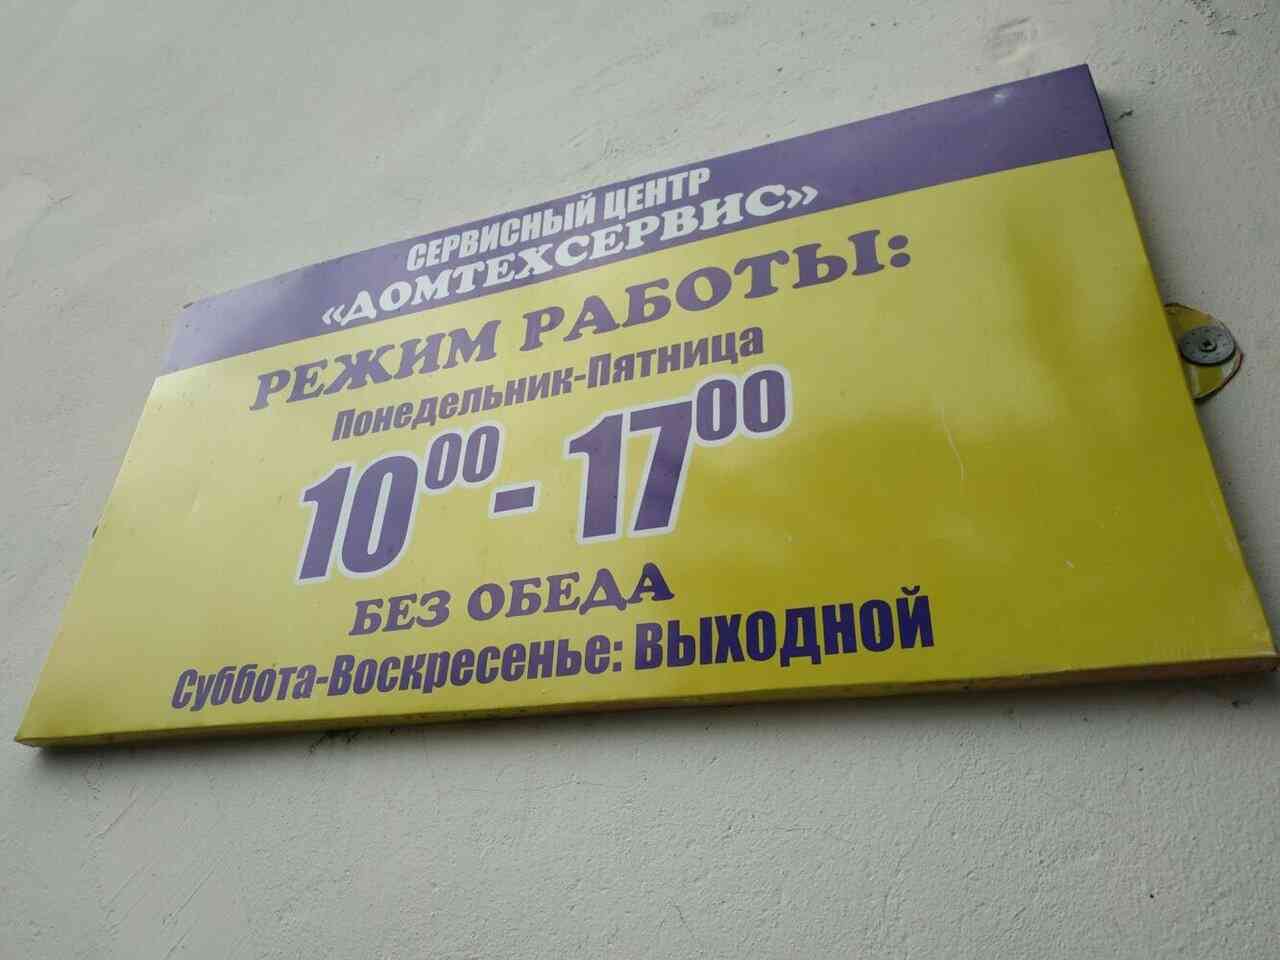 СЕРВИСНЫЙ ЦЕНТР
«ДОМТЕХСЕРВИС»
РЕЖИМ РАБОТЫ:
Понедельник-Пятница
10⁰⁰ - 17⁰⁰
БЕЗ ОБЕДА
Суббота-Воскресенье: ВЫХОДНОЙ